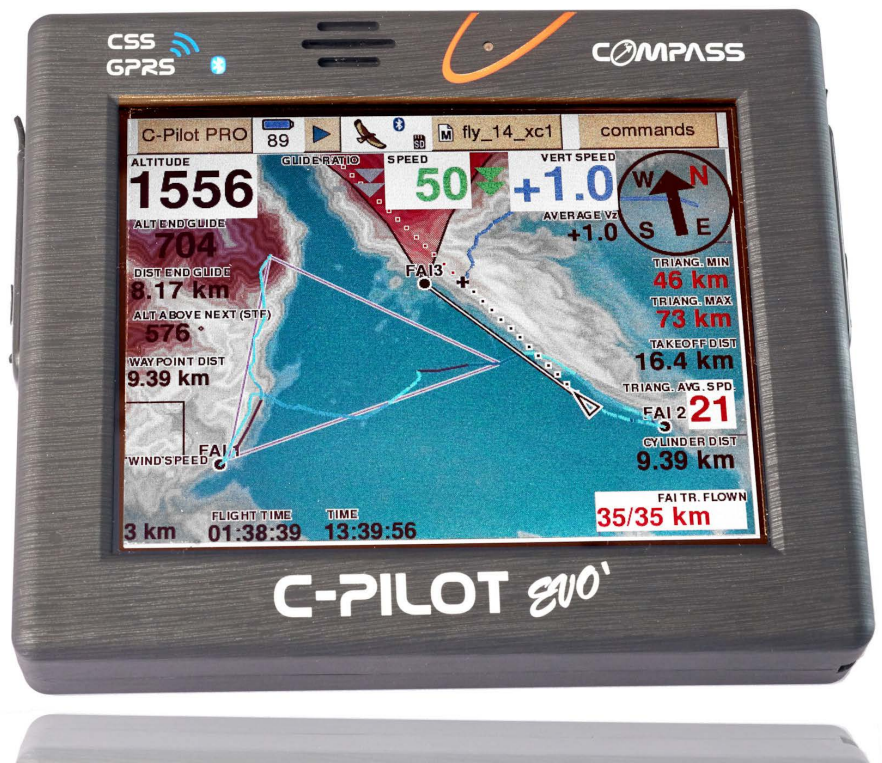 CSS
GPRS
COMPASS
C-Pilot PRO
89
SD
M fly_14_xc1
commands
ALTITUDE
1556
GLIDE RATIO
SPEED
50
VERT SPEED
+1.0
W N
S E
ALT END GLIDE
704
AVERAGE Vz
+1.0
DIST END GLIDE
8.17 km
FAI3
TRIANG. MIN
46 km
ALT ABOVE NEXT (STF)
576
TRIANG. MAX
73 km
WAYPOINT DIST
9.39 km
TAKEOFF DIST
16.4 km
TRIANG. AVG. SPD
21
FAI 2
FAI 1
WIND SPEED
CYLINDER DIST
9.39 km
FAI TR. FLOWN
35/35 km
3 km
FLIGHT TIME
01:38:39
TIME
13:39:56
C-PILOT EVO'